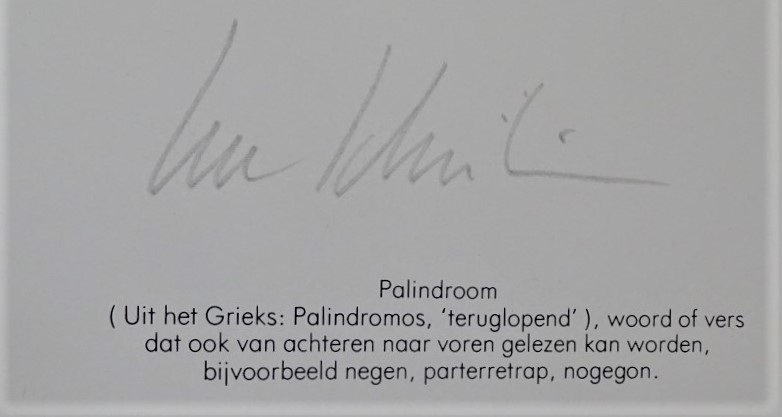 Palindroom
( Uit het Grieks: Palindromos, ‘teruglopend’ ), woord of vers
dat ook van achteren naar voren gelezen kan worden,
bijvoorbeeld negen, parterretrap, nogegon.